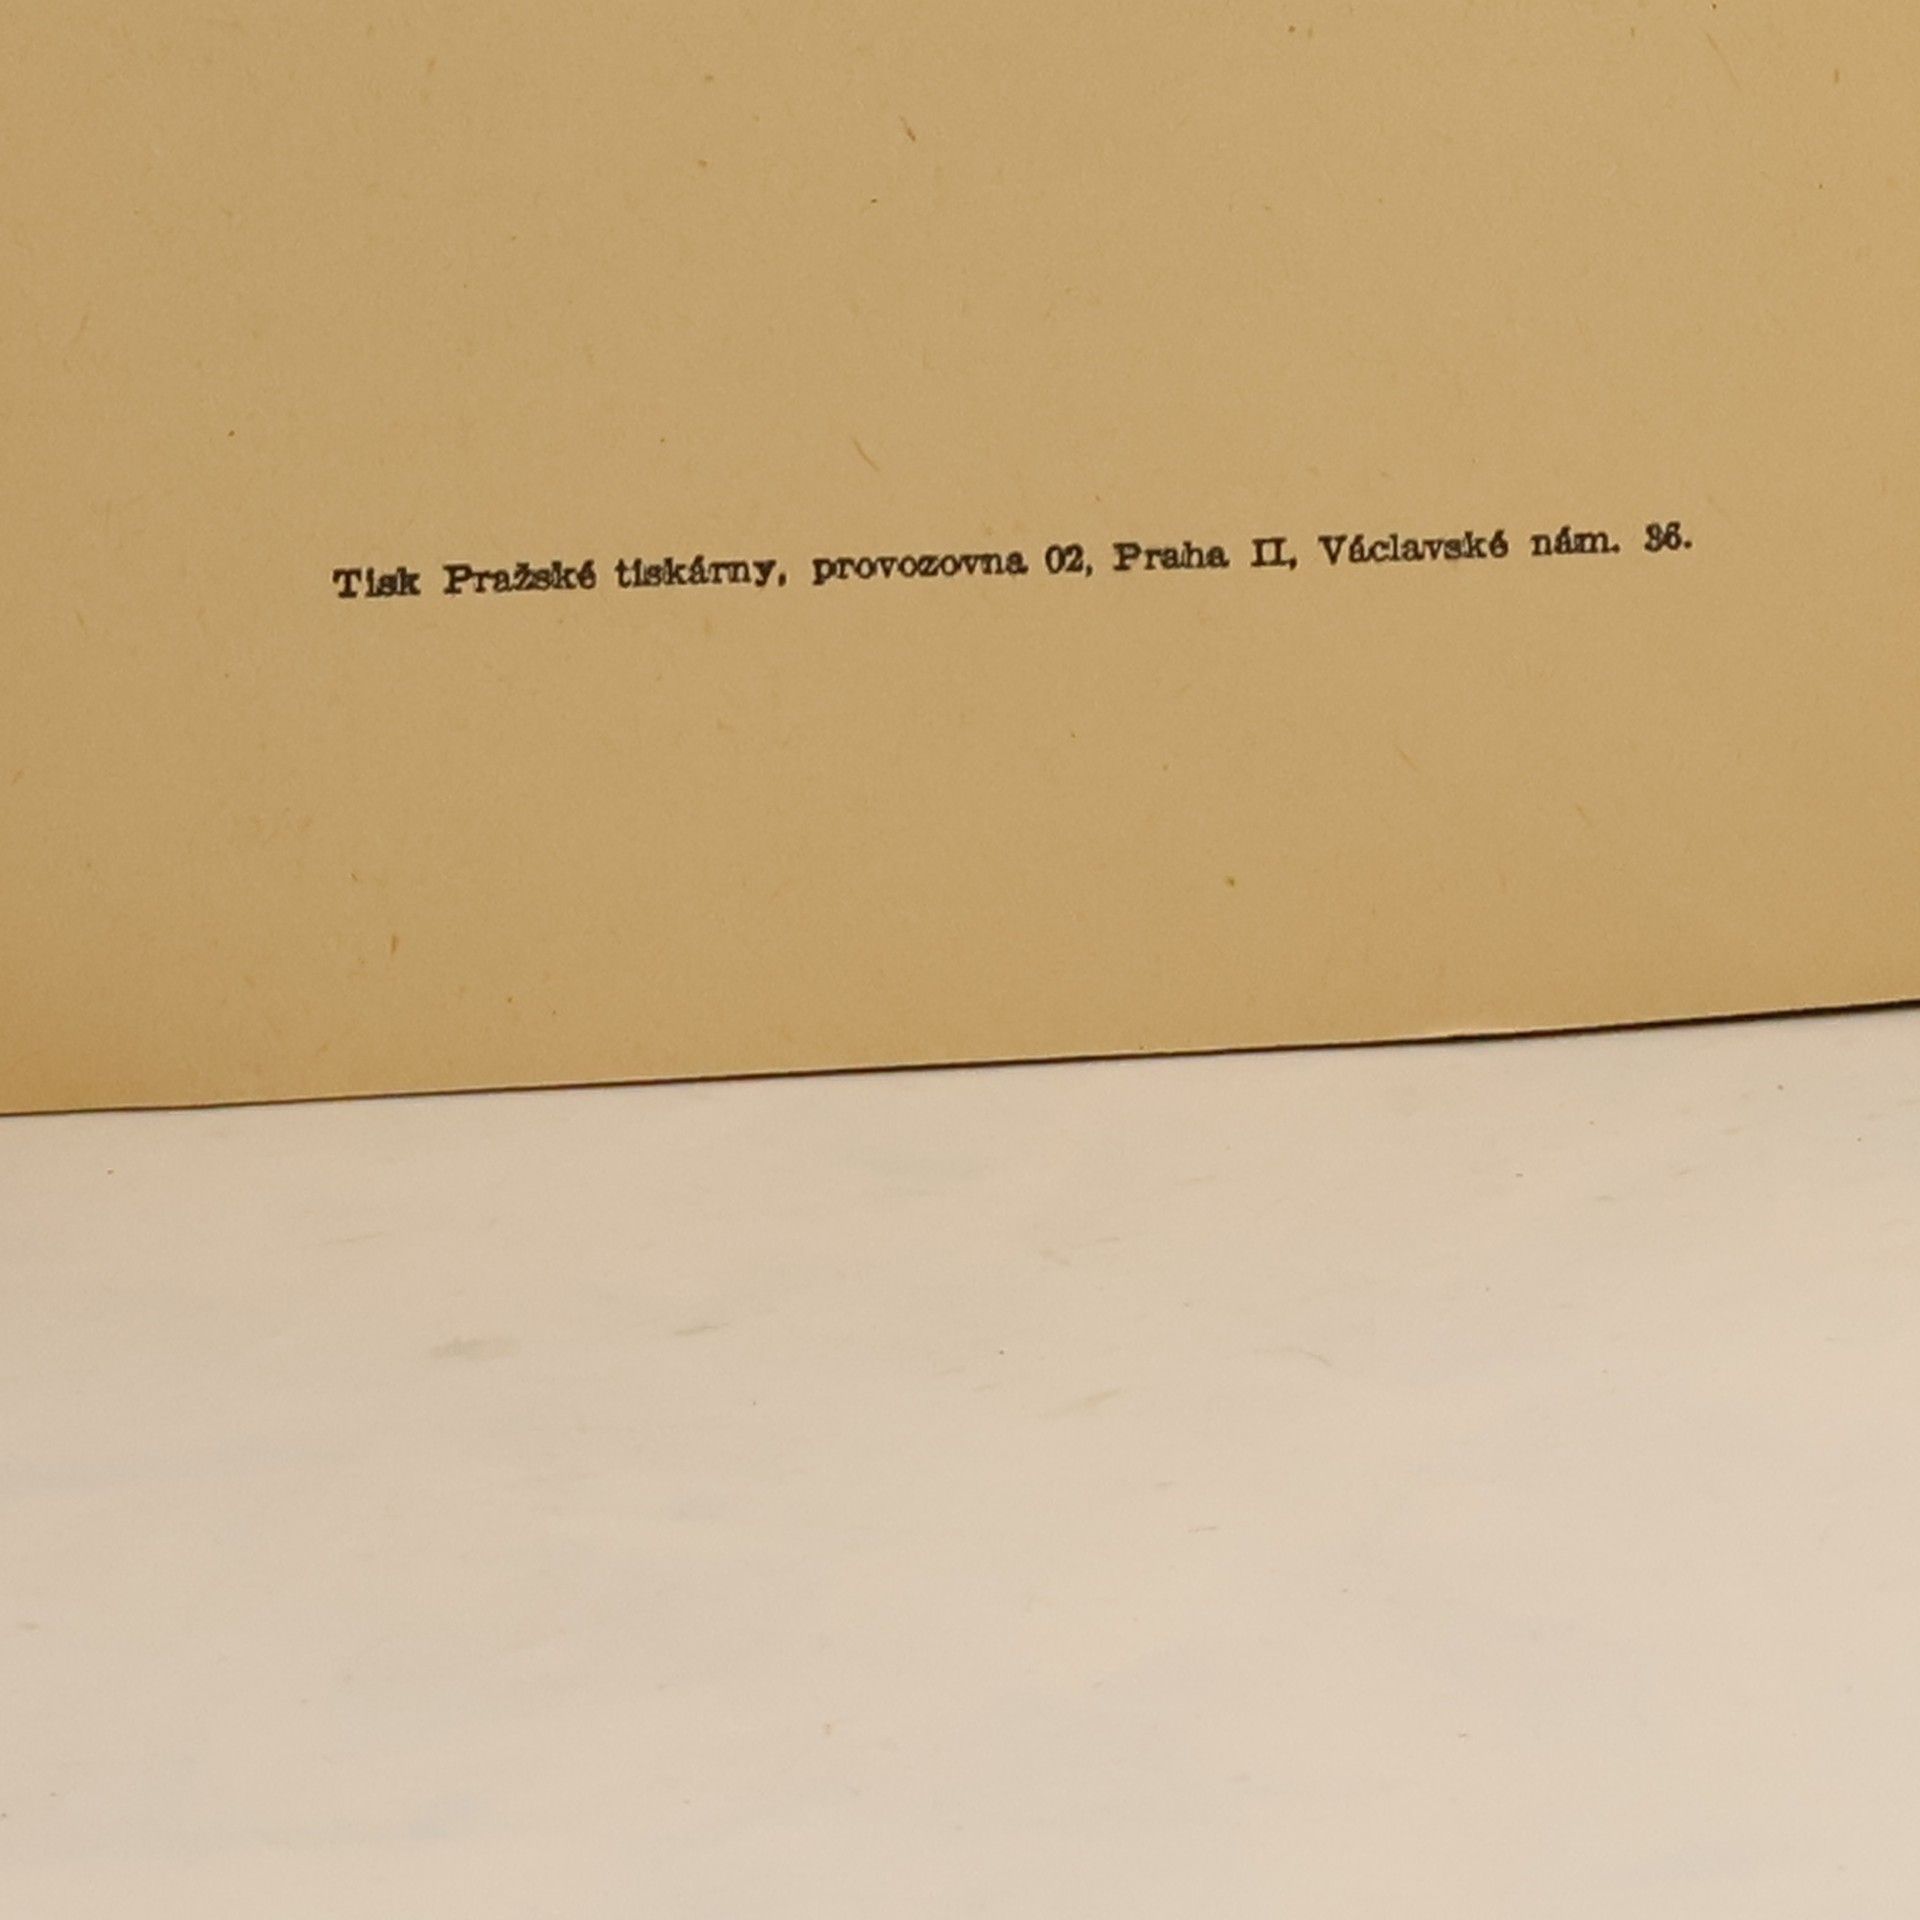 Tisk Pražské tiskárny, provozovna 02, Praha II, Václavské nám. 36.